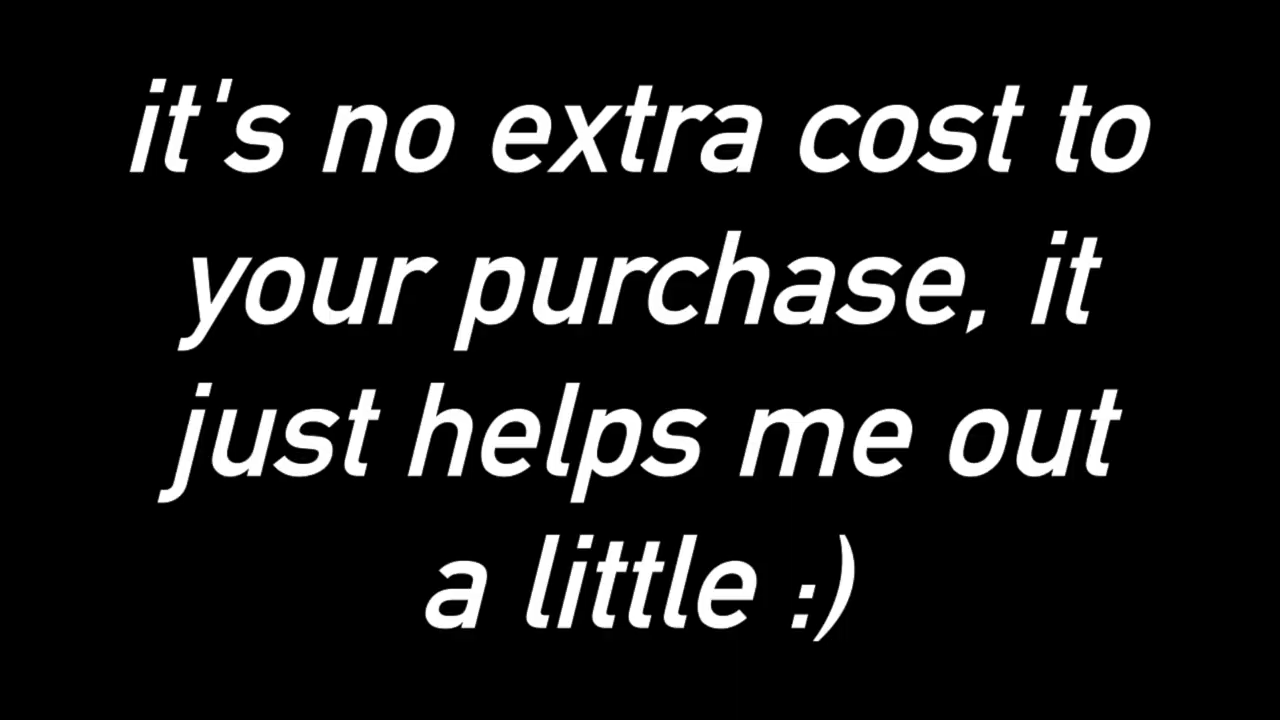 it's no extra cost to
your purchase, it
just helps me out
a little :)